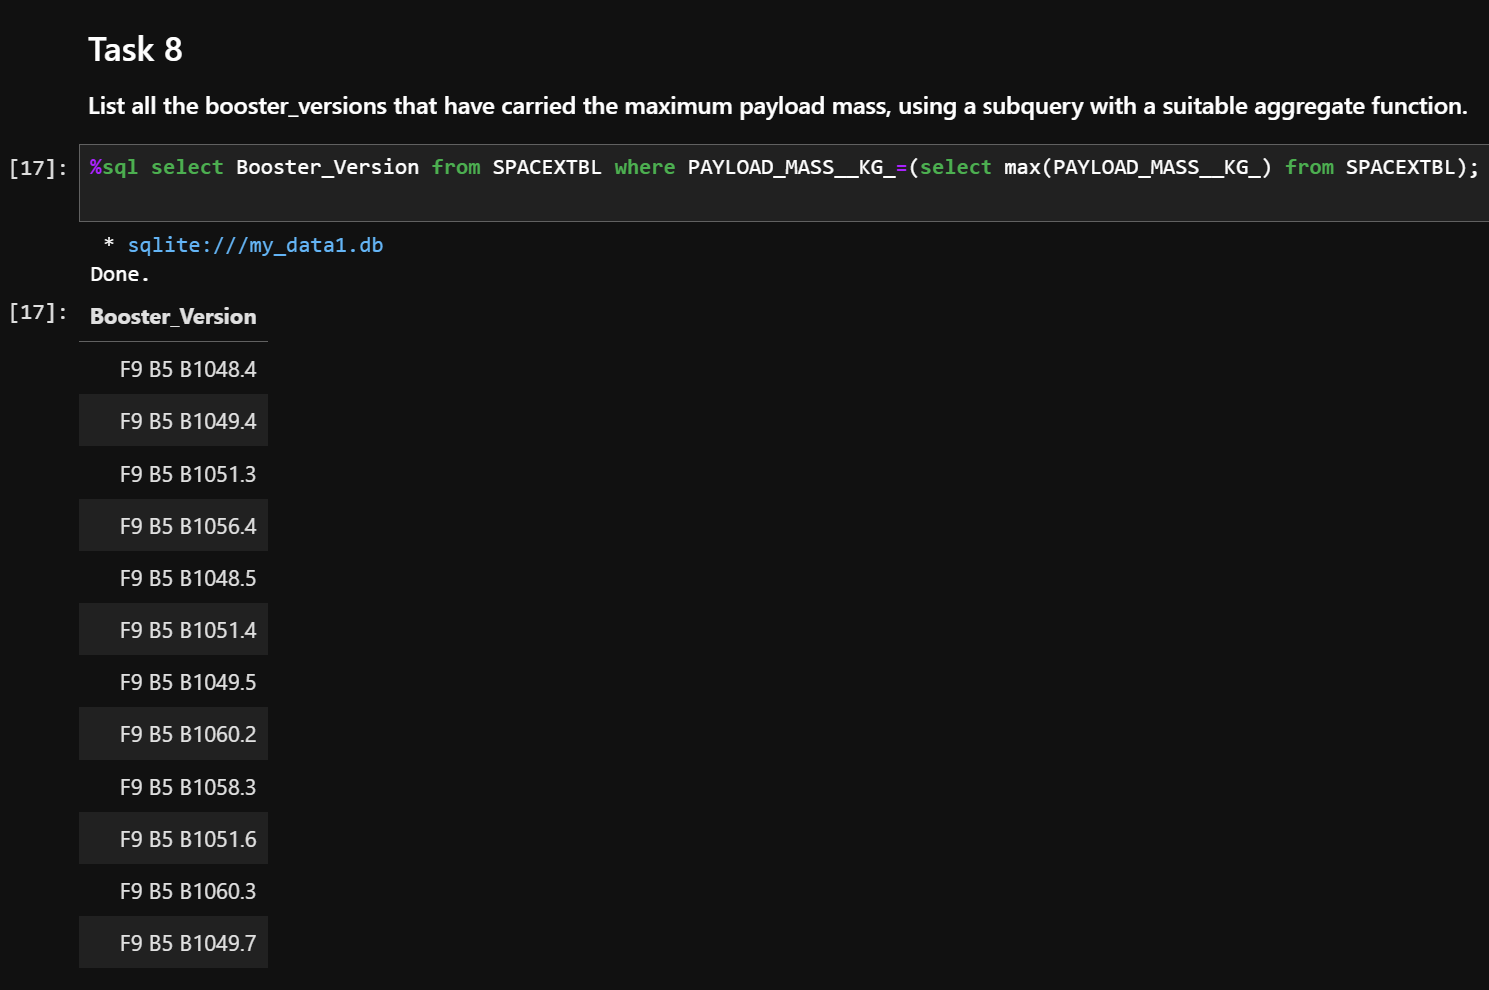 Task 8
List all the booster_versions that have carried the maximum payload mass, using a subquery with a suitable aggregate function.
[17]: %sql select Booster_Version from SPACEXTBL where PAYLOAD_MASS__KG_=(select max(PAYLOAD_MASS__KG_) from SPACEXTBL);
* sqlite:///my_data1.db
Done.
[17]: Booster_Version
F9 B5 B1048.4
F9 B5 B1049.4
F9 B5 B1051.3
F9 B5 B1056.4
F9 B5 B1048.5
F9 B5 B1051.4
F9 B5 B1049.5
F9 B5 B1060.2
F9 B5 B1058.3
F9 B5 B1051.6
F9 B5 B1060.3
F9 B5 B1049.7